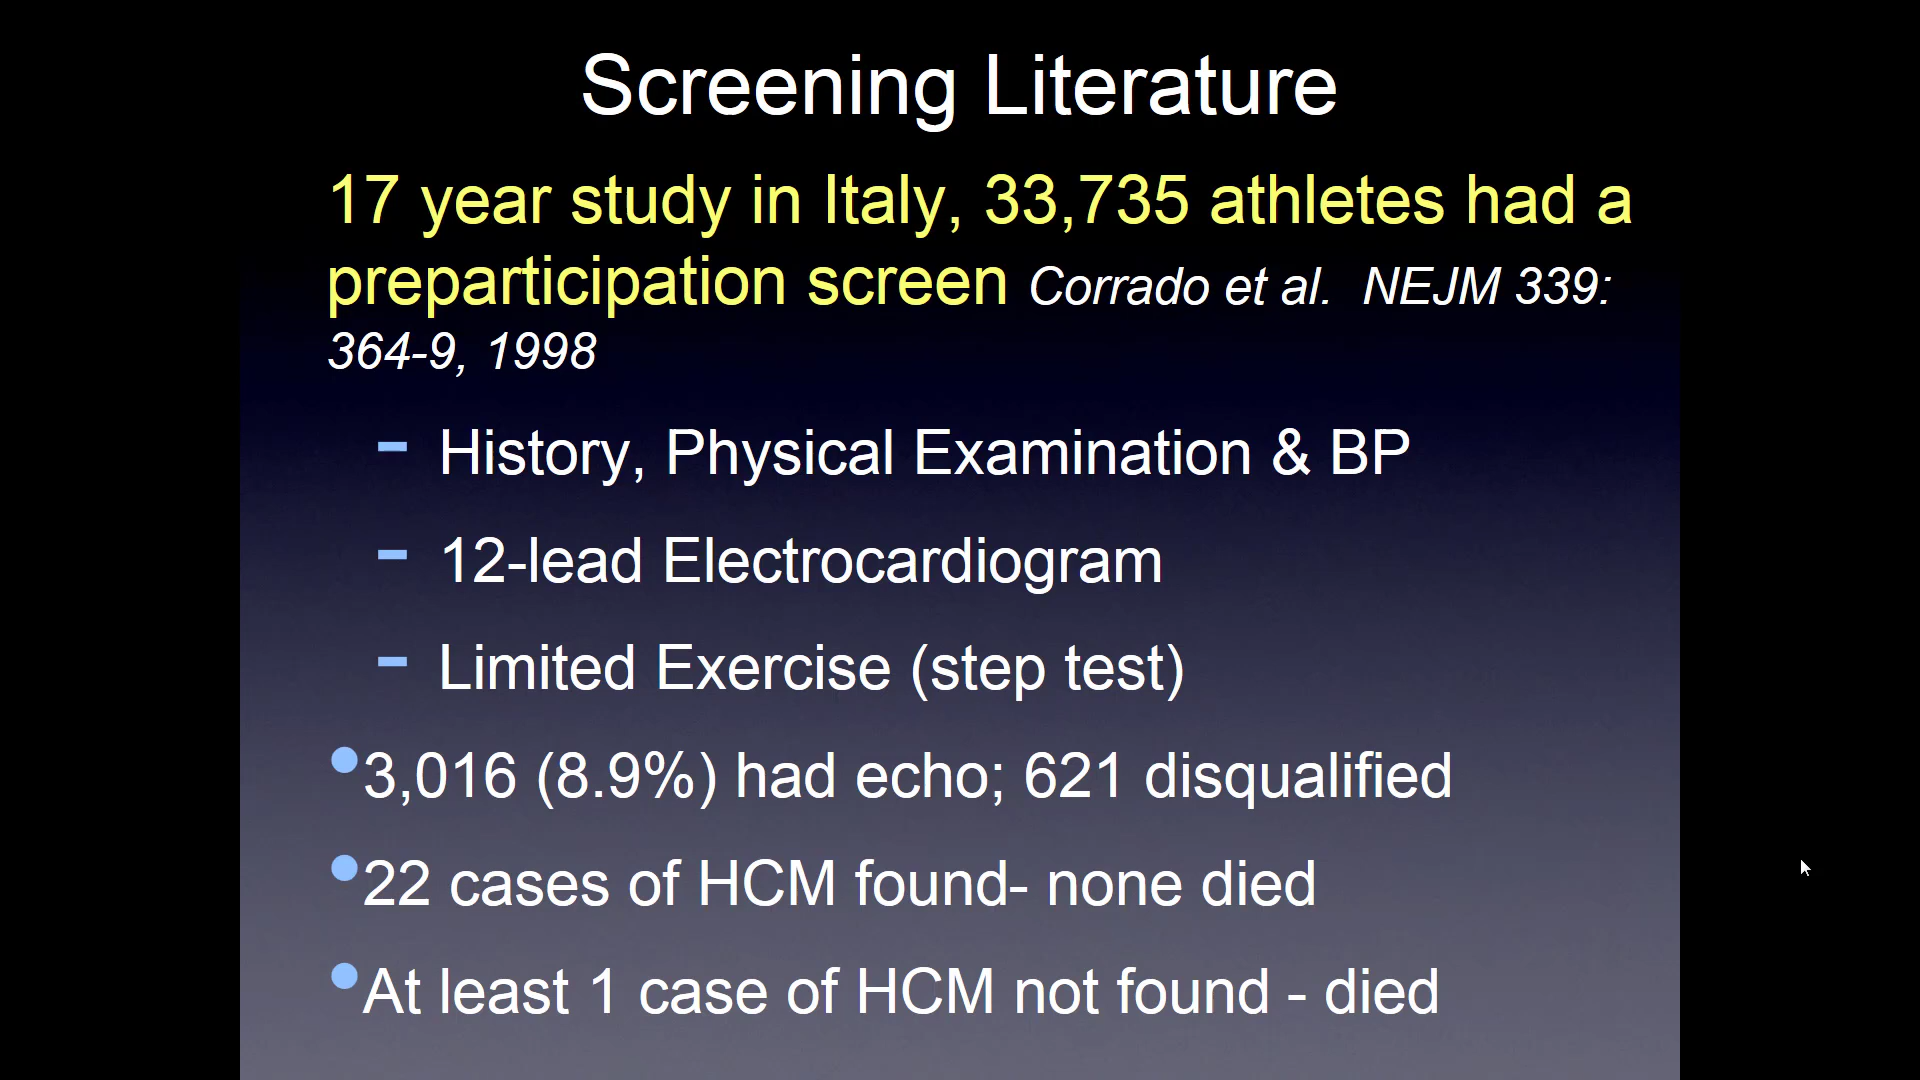 Screening Literature
17 year study in Italy, 33,735 athletes had a
preparticipation screen Corrado et al.  NEJM 339:
364-9, 1998
- History, Physical Examination & BP
- 12-lead Electrocardiogram
- Limited Exercise (step test)
•3,016 (8.9%) had echo; 621 disqualified
•22 cases of HCM found- none died
•At least 1 case of HCM not found - died